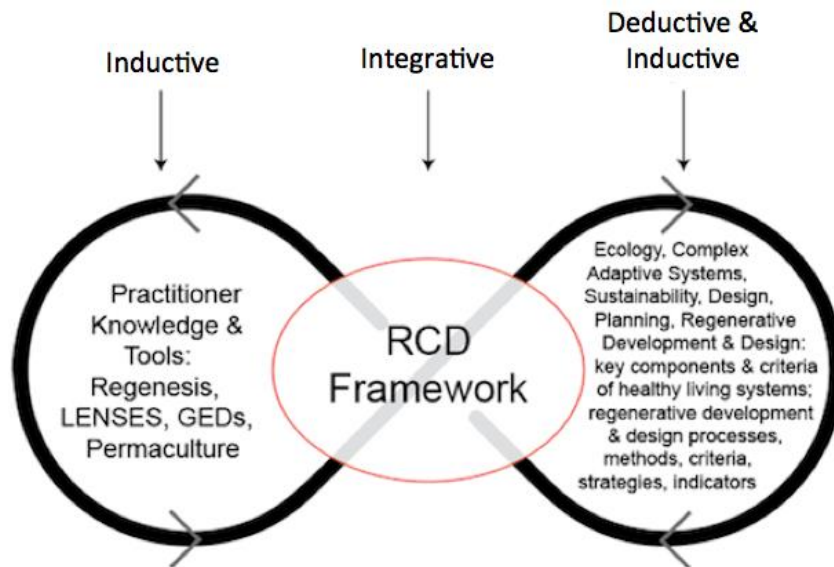 Inductive
Integrative
Deductive &
Inductive
Practitioner
Knowledge &
Tools:
Regenesis,
LENSES, GEDs,
Permaculture
RCD
Framework
Ecology, Complex
Adaptive Systems,
Sustainability, Design,
Planning, Regenerative
Development & Design:
key components & criteria
of healthy living systems;
regenerative development
& design processes,
methods, criteria,
strategies, indicators